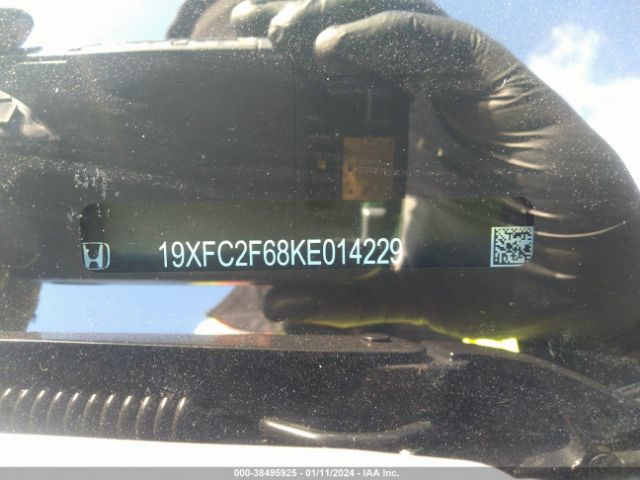 19XFC2F68KE014229
000-38495925 - 01/11/2024 - IAA Inc.